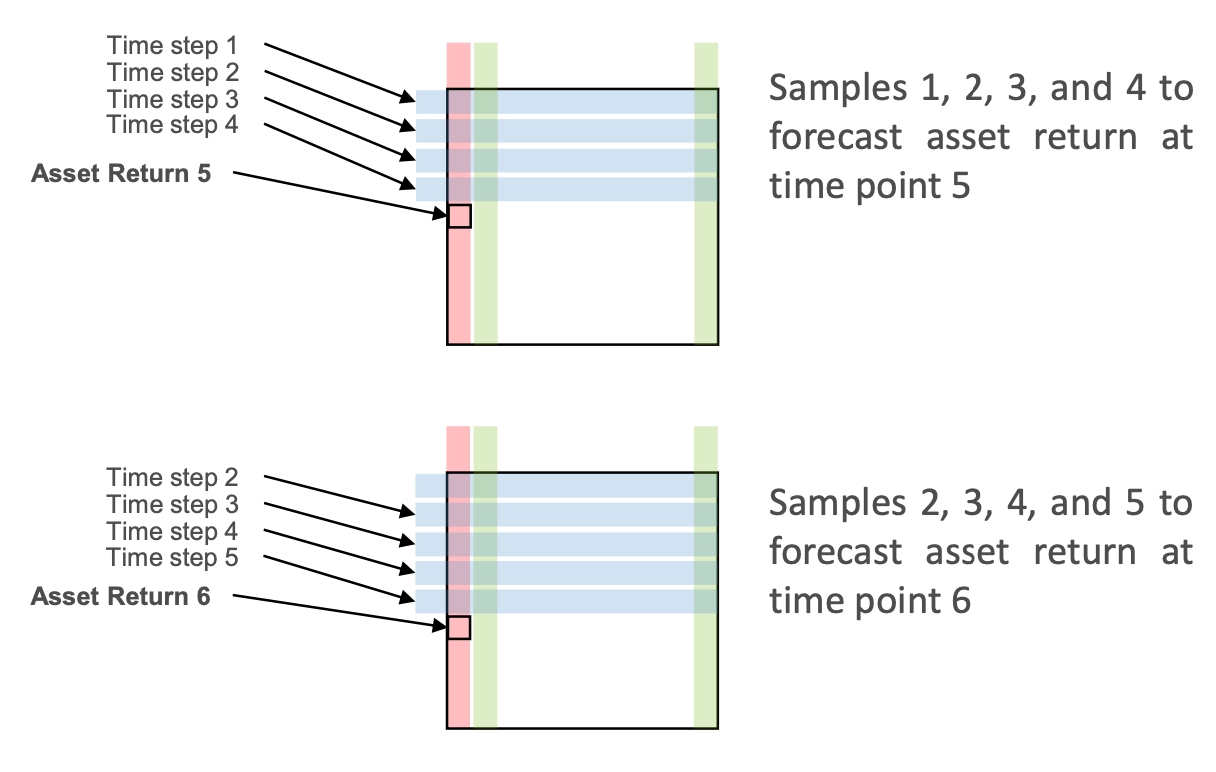 Time step 1
Time step 2
Time step 3
Time step 4
Asset Return 5
Samples 1, 2, 3, and 4 to
forecast asset return at
time point 5
Time step 2
Time step 3
Time step 4
Time step 5
Asset Return 6
Samples 2, 3, 4, and 5 to
forecast asset return at
time point 6